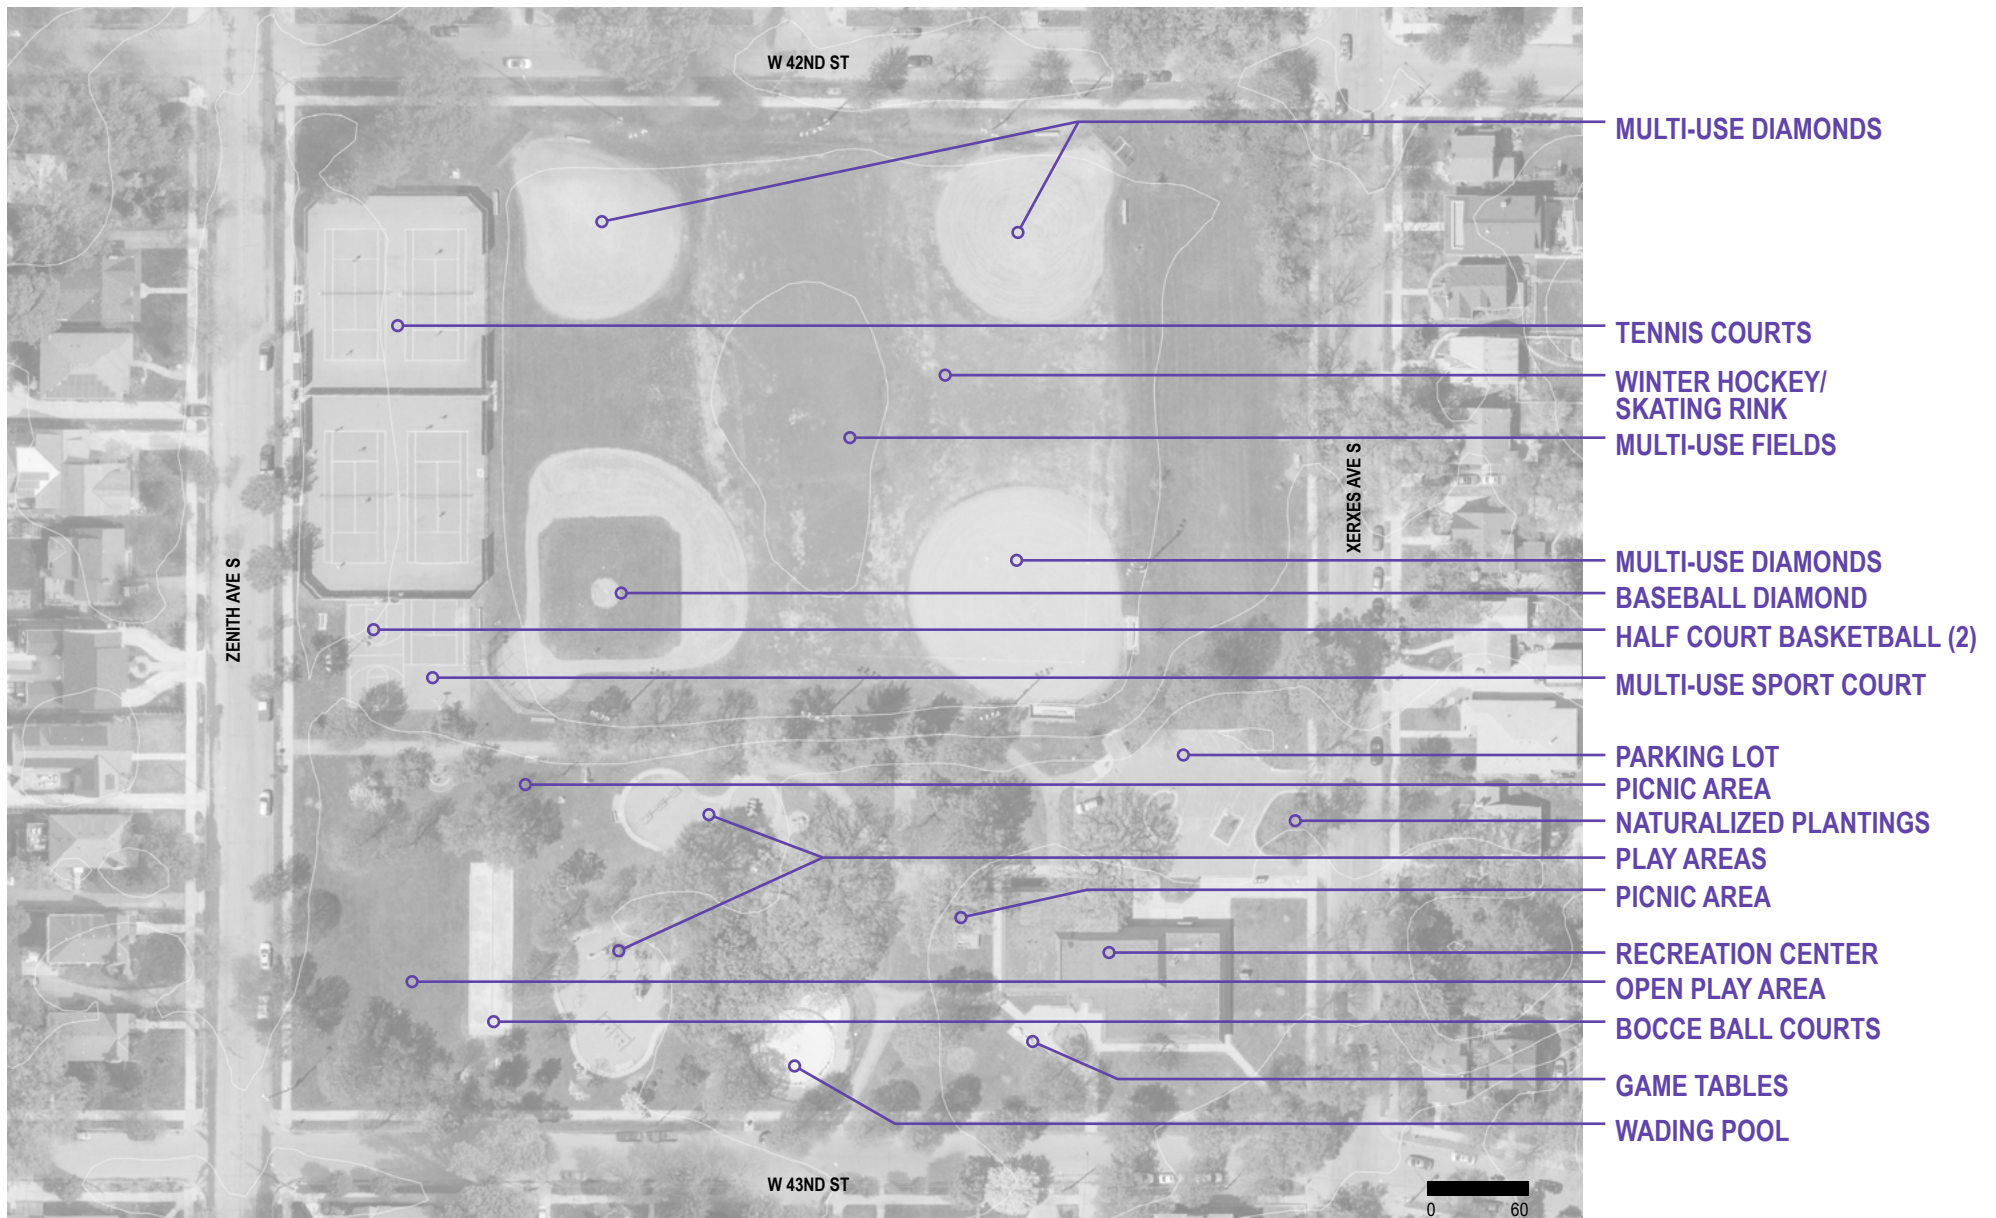 W 42ND ST
MULTI-USE DIAMONDS
TENNIS COURTS
WINTER HOCKEY/
SKATING RINK
MULTI-USE FIELDS
XERXES AVE S
ZENITH AVE S
MULTI-USE DIAMONDS
BASEBALL DIAMOND
HALF COURT BASKETBALL (2)
MULTI-USE SPORT COURT
PARKING LOT
PICNIC AREA
NATURALIZED PLANTINGS
PLAY AREAS
PICNIC AREA
RECREATION CENTER
OPEN PLAY AREA
BOCCE BALL COURTS
GAME TABLES
WADING POOL
W 43ND ST
0 60